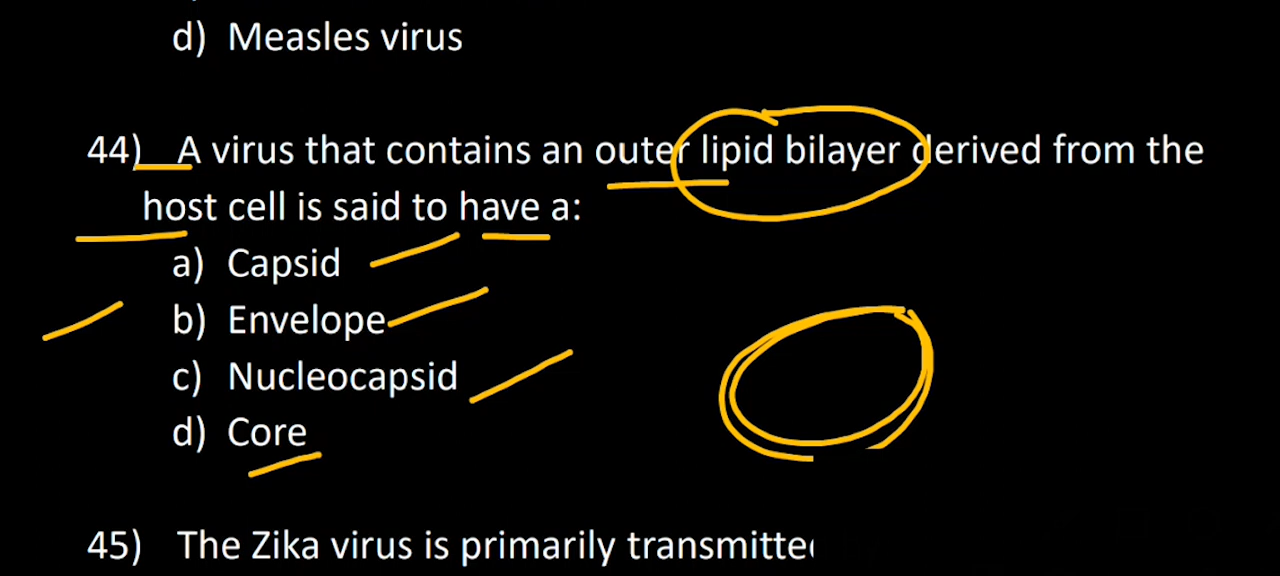 d) Measles virus
44) A virus that contains an outer lipid bilayer derived from the
host cell is said to have a:
a) Capsid
b) Envelope
c) Nucleocapsid
d) Core
45) The Zika virus is primarily